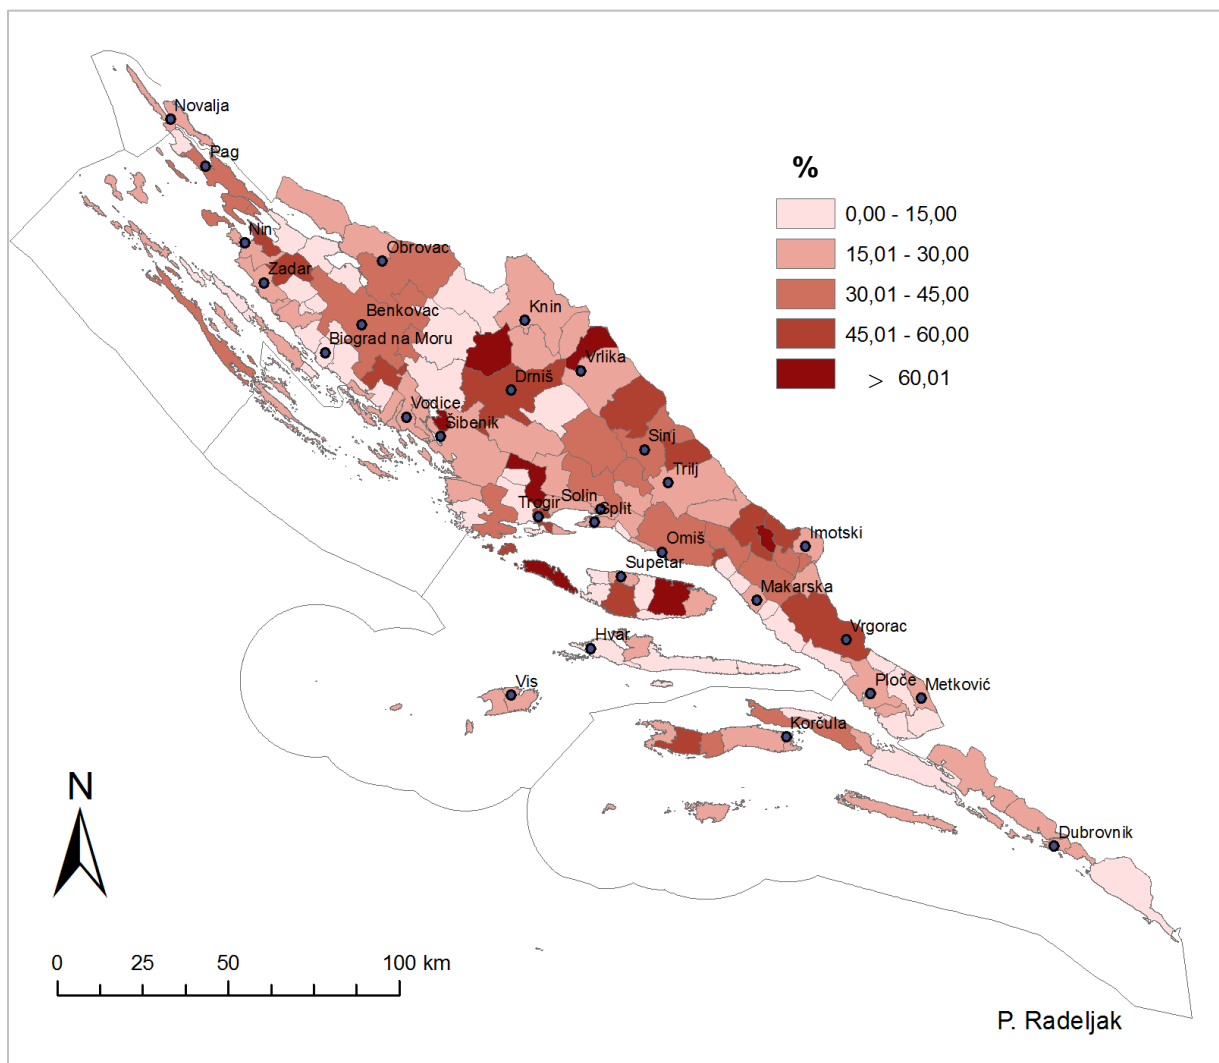 Novalja
Pag
%
0,00 - 15,00
Nin
15,01 - 30,00
Obrovac
Zadar
30,01 - 45,00
Knin
Benkovac
45,01 - 60,00
Biograd na Moru
Vrlika
> 60,01
Drniš
Vodice
Šibenik
Sinj
Trilj
Solin
Trogir
Split
Imotski
Omiš
Supetar
Makarska
Vrgorac
Hvar
Vis
Ploče
Metković
Korčula
N
Dubrovnik
0 25 50 100 km
P. Radeljak